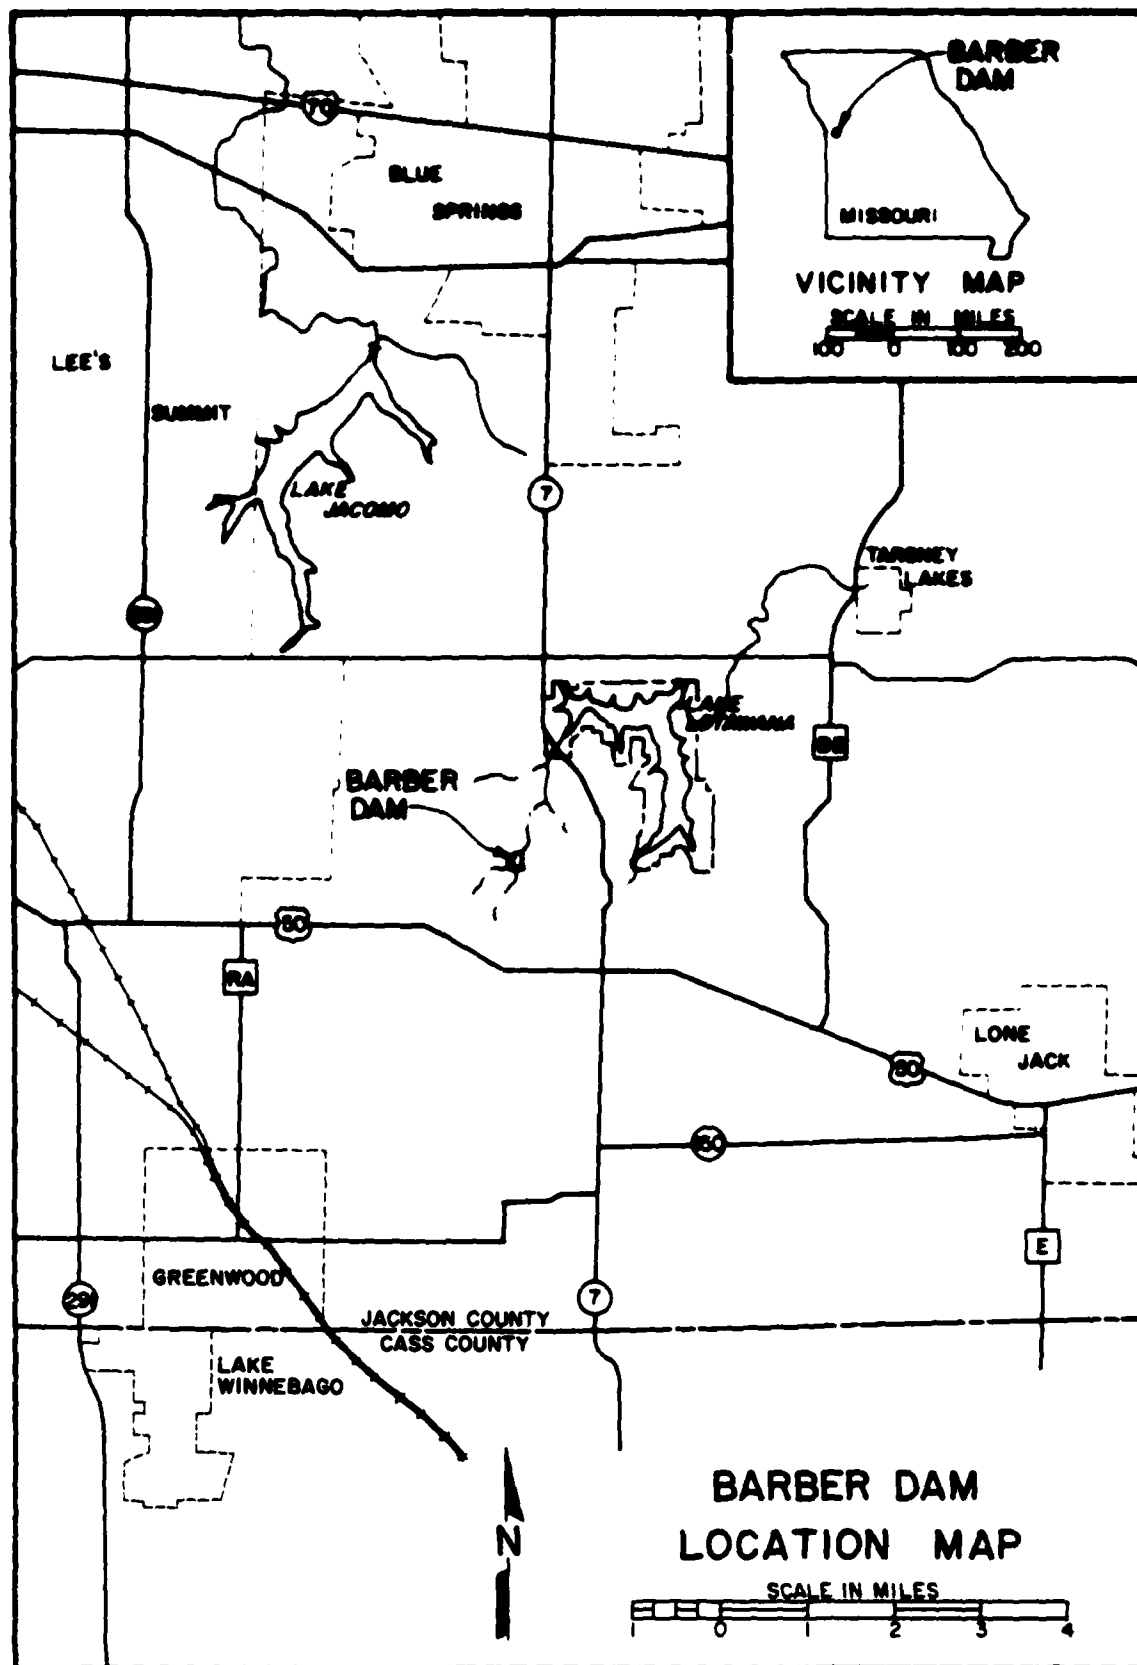 BARBER
DAM
MISSOURI
VICINITY MAP
SCALE IN MILES
100 0 100 200
70
BLUE
SPRINGS
LEE'S
SUMMIT
LAKE
JACOMO
7
TARSNEY
LAKES
LAKE
LOTAWANA
BARBER
DAM
50
RA
LONE
JACK
50
150
E
GREENWOOD
291
7
JACKSON COUNTY
CASS COUNTY
LAKE
WINNEBAGO
N
BARBER DAM
LOCATION MAP
SCALE IN MILES
1 0 1 2 3 4